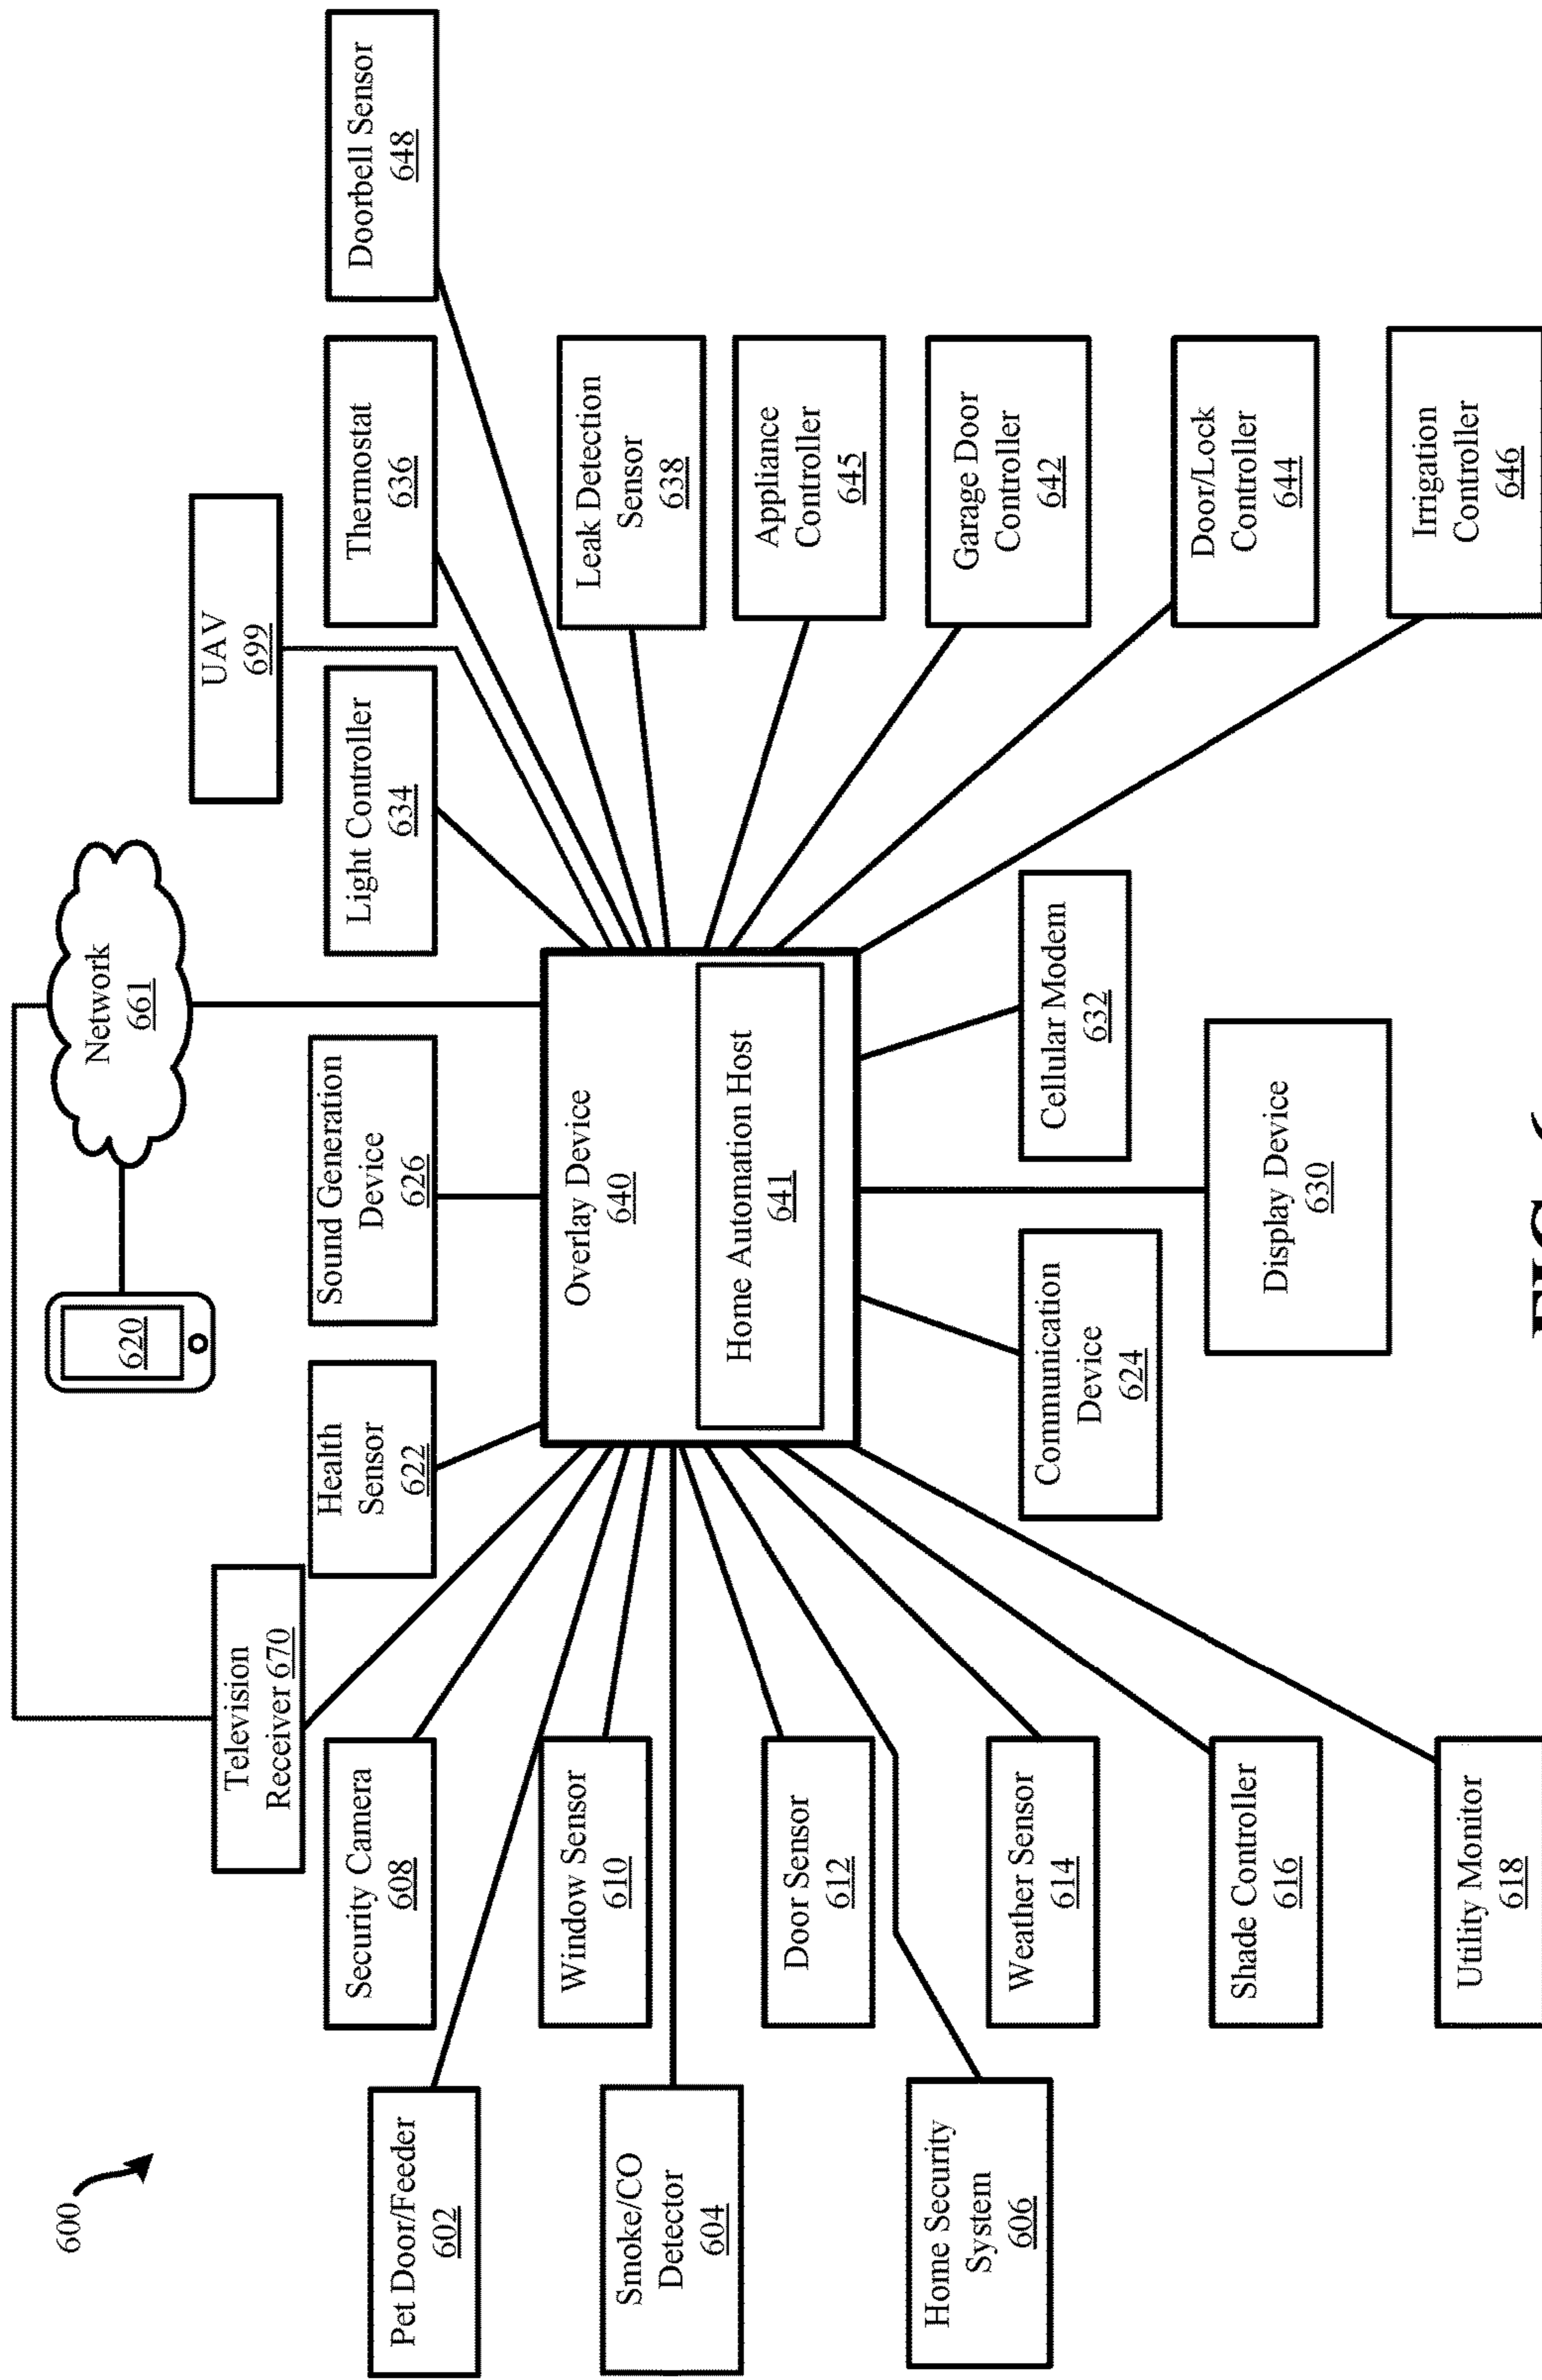 600
Network
661
620
UAV
699
Television
Receiver 670
Health
Sensor
622
Sound Generation
Device
626
Light Controller
634
Thermostat
636
Doorbell Sensor
648
Pet Door/Feeder
602
Security Camera
608
Window Sensor
610
Smoke/CO
Detector
604
Door Sensor
612
Home Security
System
606
Weather Sensor
614
Shade Controller
616
Utility Monitor
618
Overlay Device
640
Home Automation Host
641
Leak Detection
Sensor
638
Appliance
Controller
645
Garage Door
Controller
642
Door/Lock
Controller
644
Irrigation
Controller
646
Communication
Device
624
Cellular Modem
632
Display Device
630